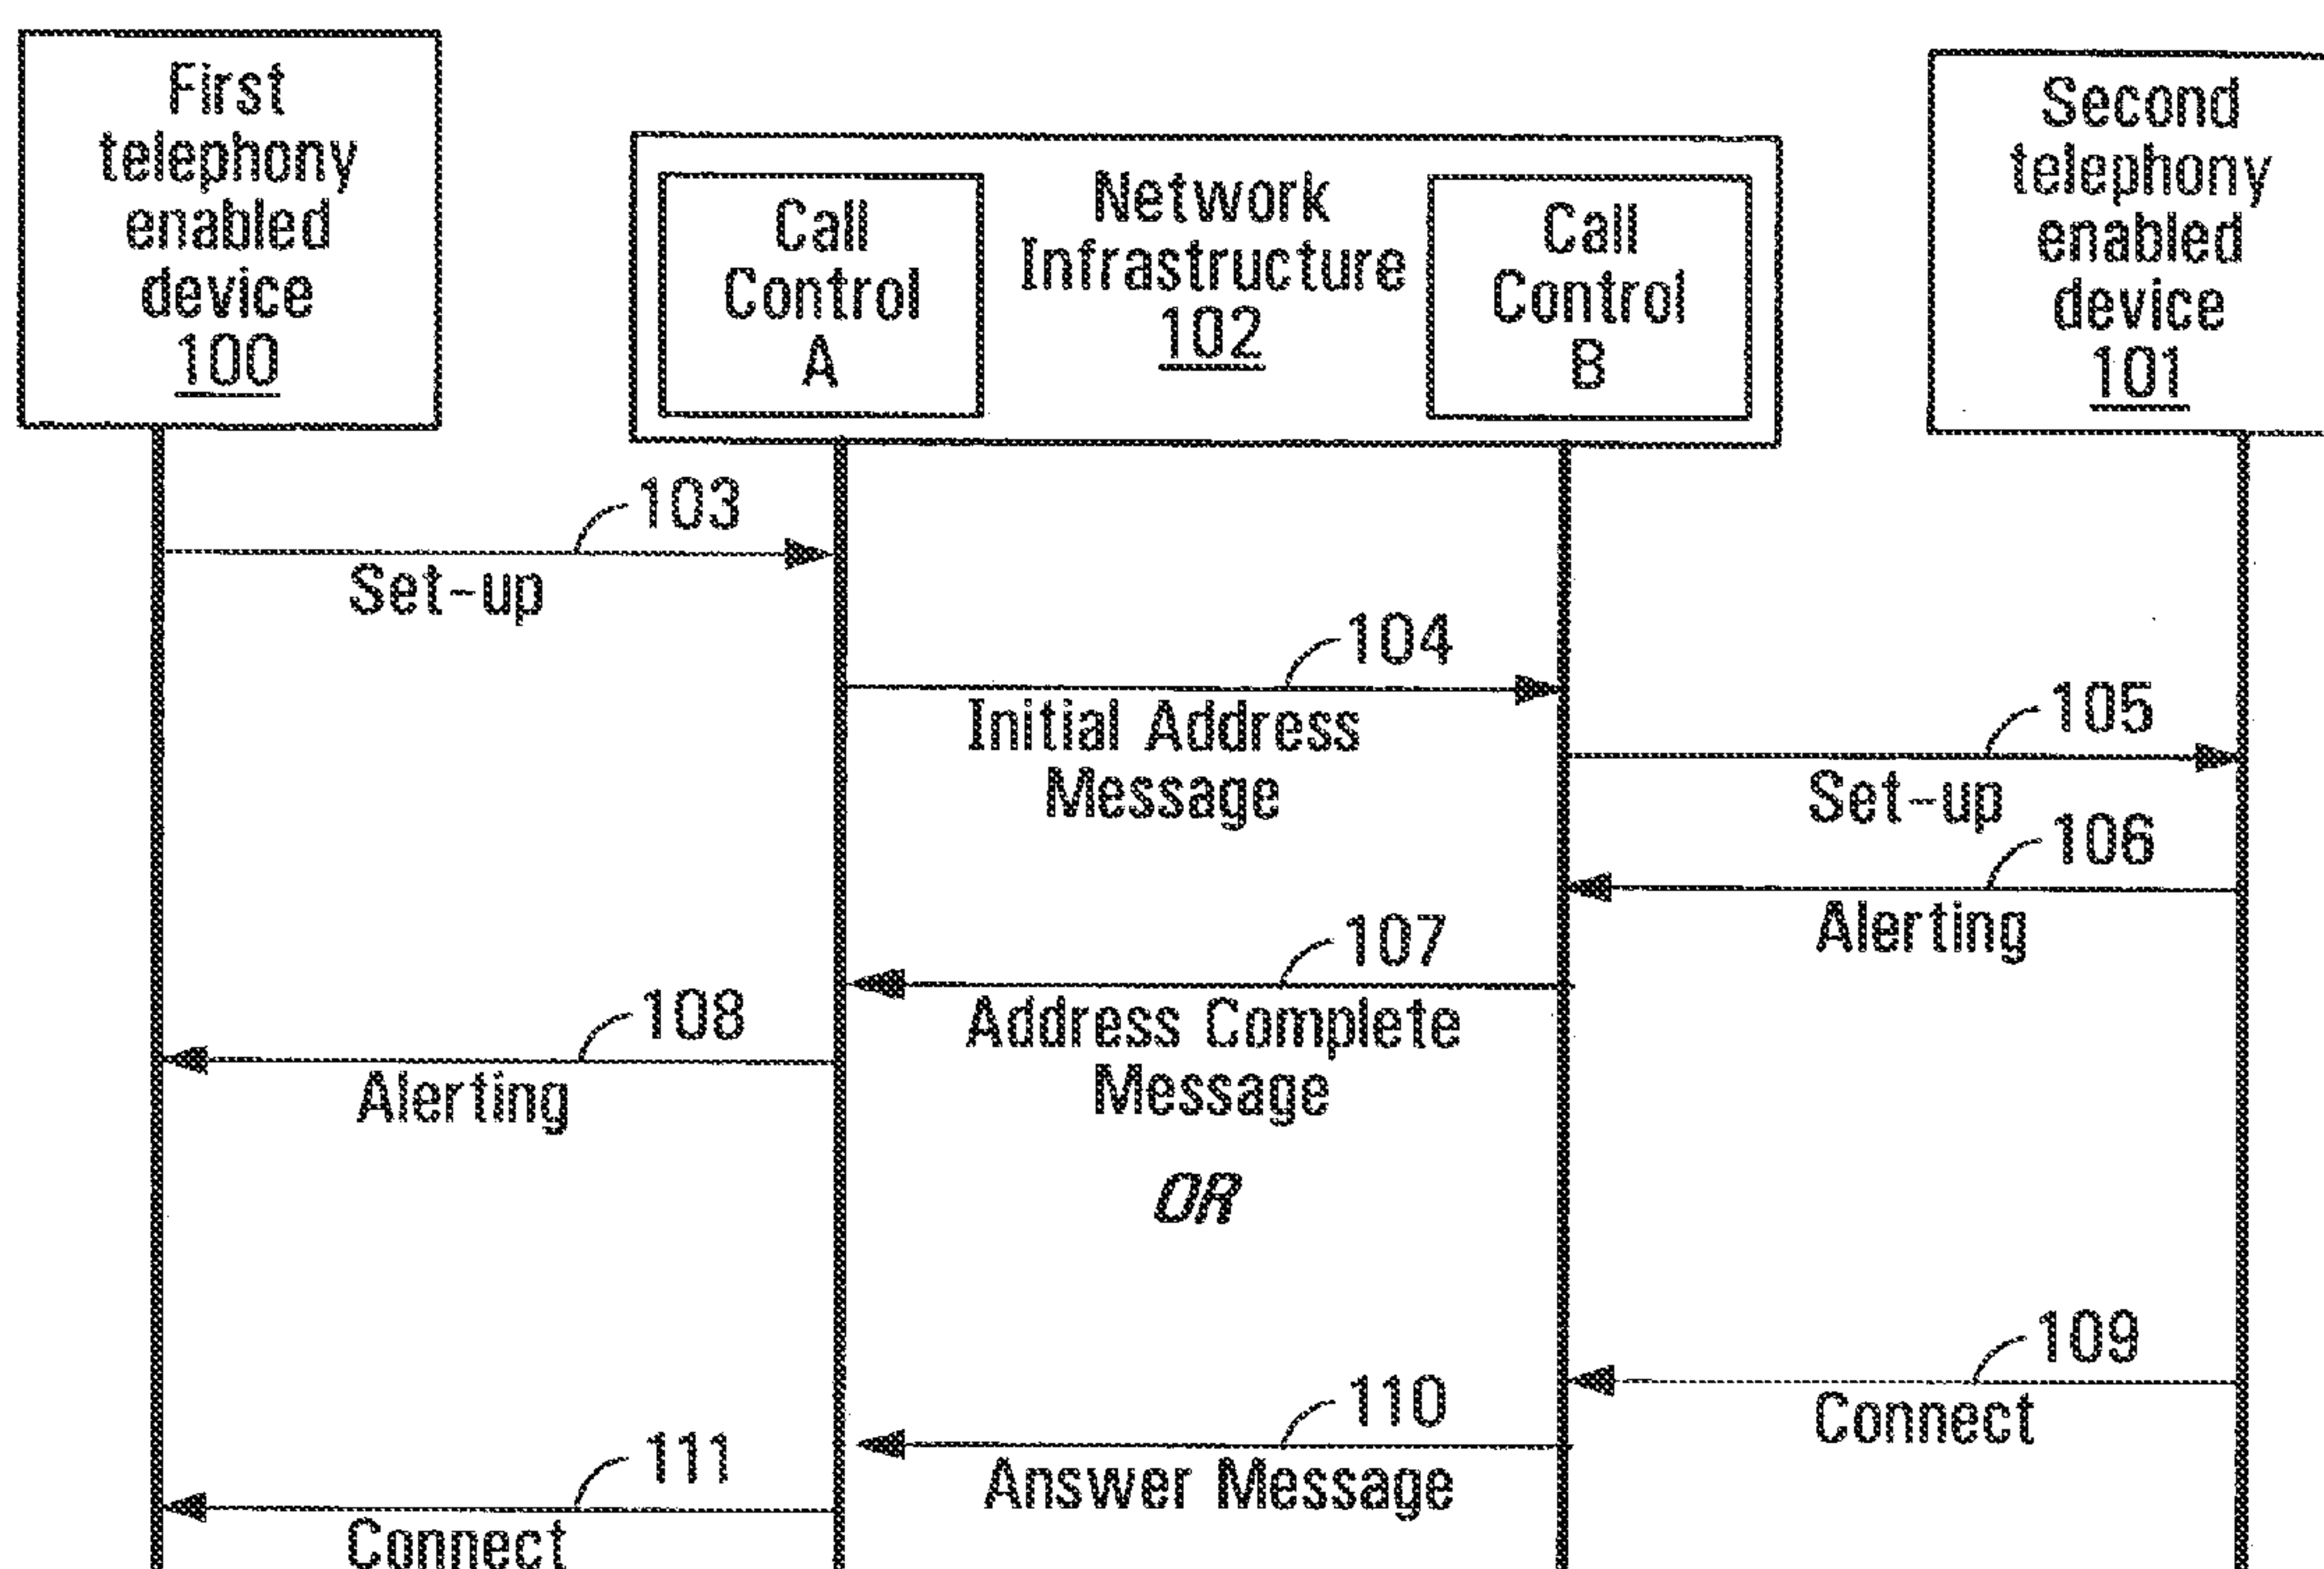 First
telephony
enabled
device
100
Call
Control
A
Network
Infrastructure
102
Call
Control
B
Second
telephony
enabled
device
101
103
Set-up
104
Initial Address
Message
105
Set-up
106
Alerting
107
Address Complete
Message
108
Alerting
OR
109
Connect
110
Answer Message
111
Connect